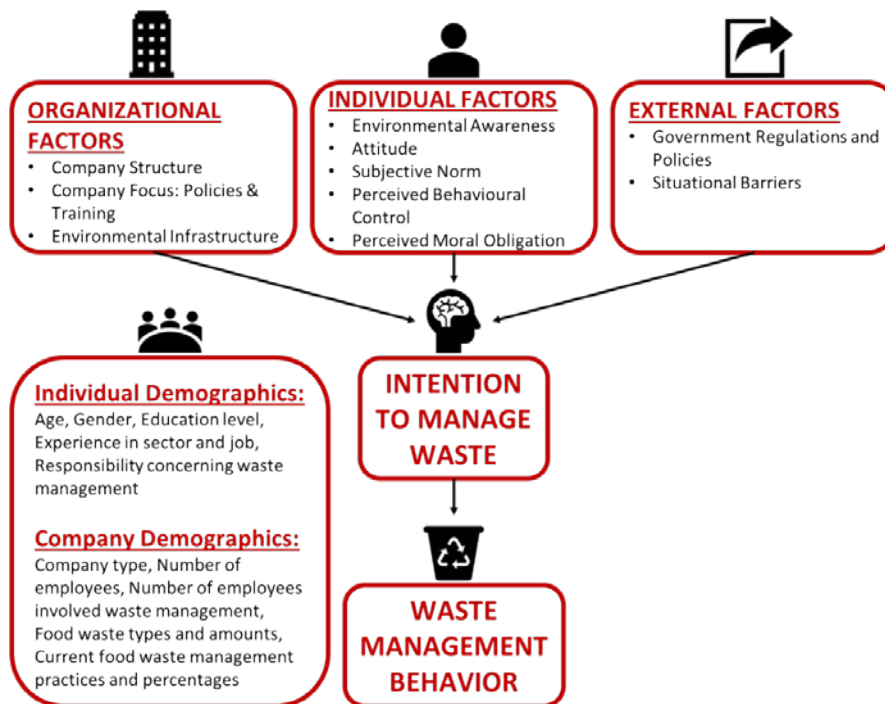 ORGANIZATIONAL
FACTORS
• Company Structure
• Company Focus: Policies &
Training
• Environmental Infrastructure
INDIVIDUAL FACTORS
• Environmental Awareness
• Attitude
• Subjective Norm
• Perceived Behavioural
Control
• Perceived Moral Obligation
EXTERNAL FACTORS
• Government Regulations and
Policies
• Situational Barriers
Individual Demographics:
Age, Gender, Education level,
Experience in sector and job,
Responsibility concerning waste
management
Company Demographics:
Company type, Number of
employees, Number of employees
involved waste management,
Food waste types and amounts,
Current food waste management
practices and percentages
INTENTION
TO MANAGE
WASTE
WASTE
MANAGEMENT
BEHAVIOR